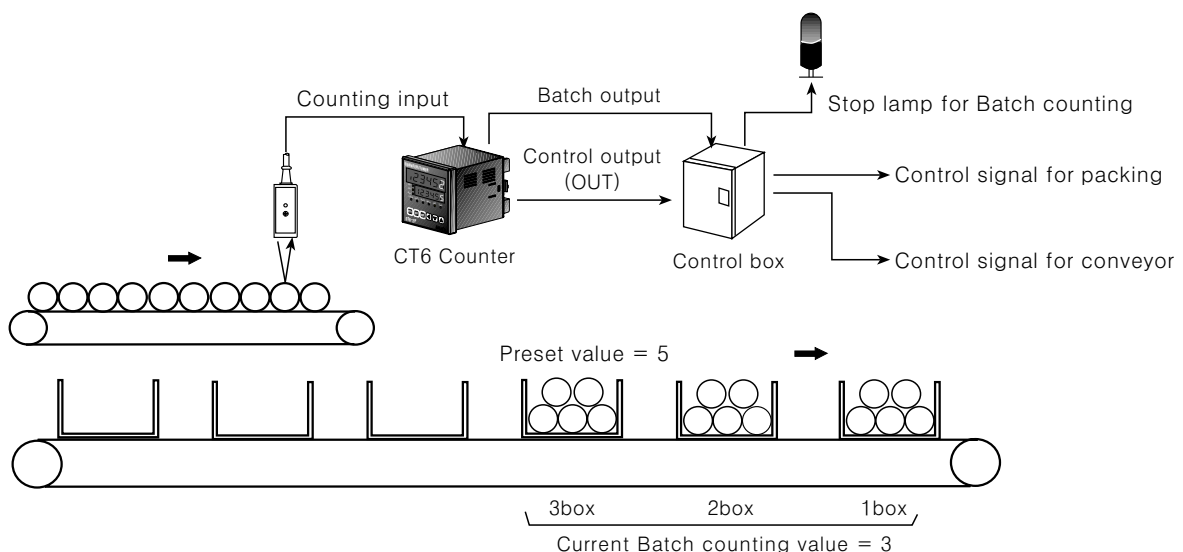 Counting input
Batch output
Stop lamp for Batch counting
Control output
(OUT)
Control signal for packing
CT6 Counter
Control box
Control signal for conveyor
Preset value = 5
3box
2box
1box
Current Batch counting value = 3